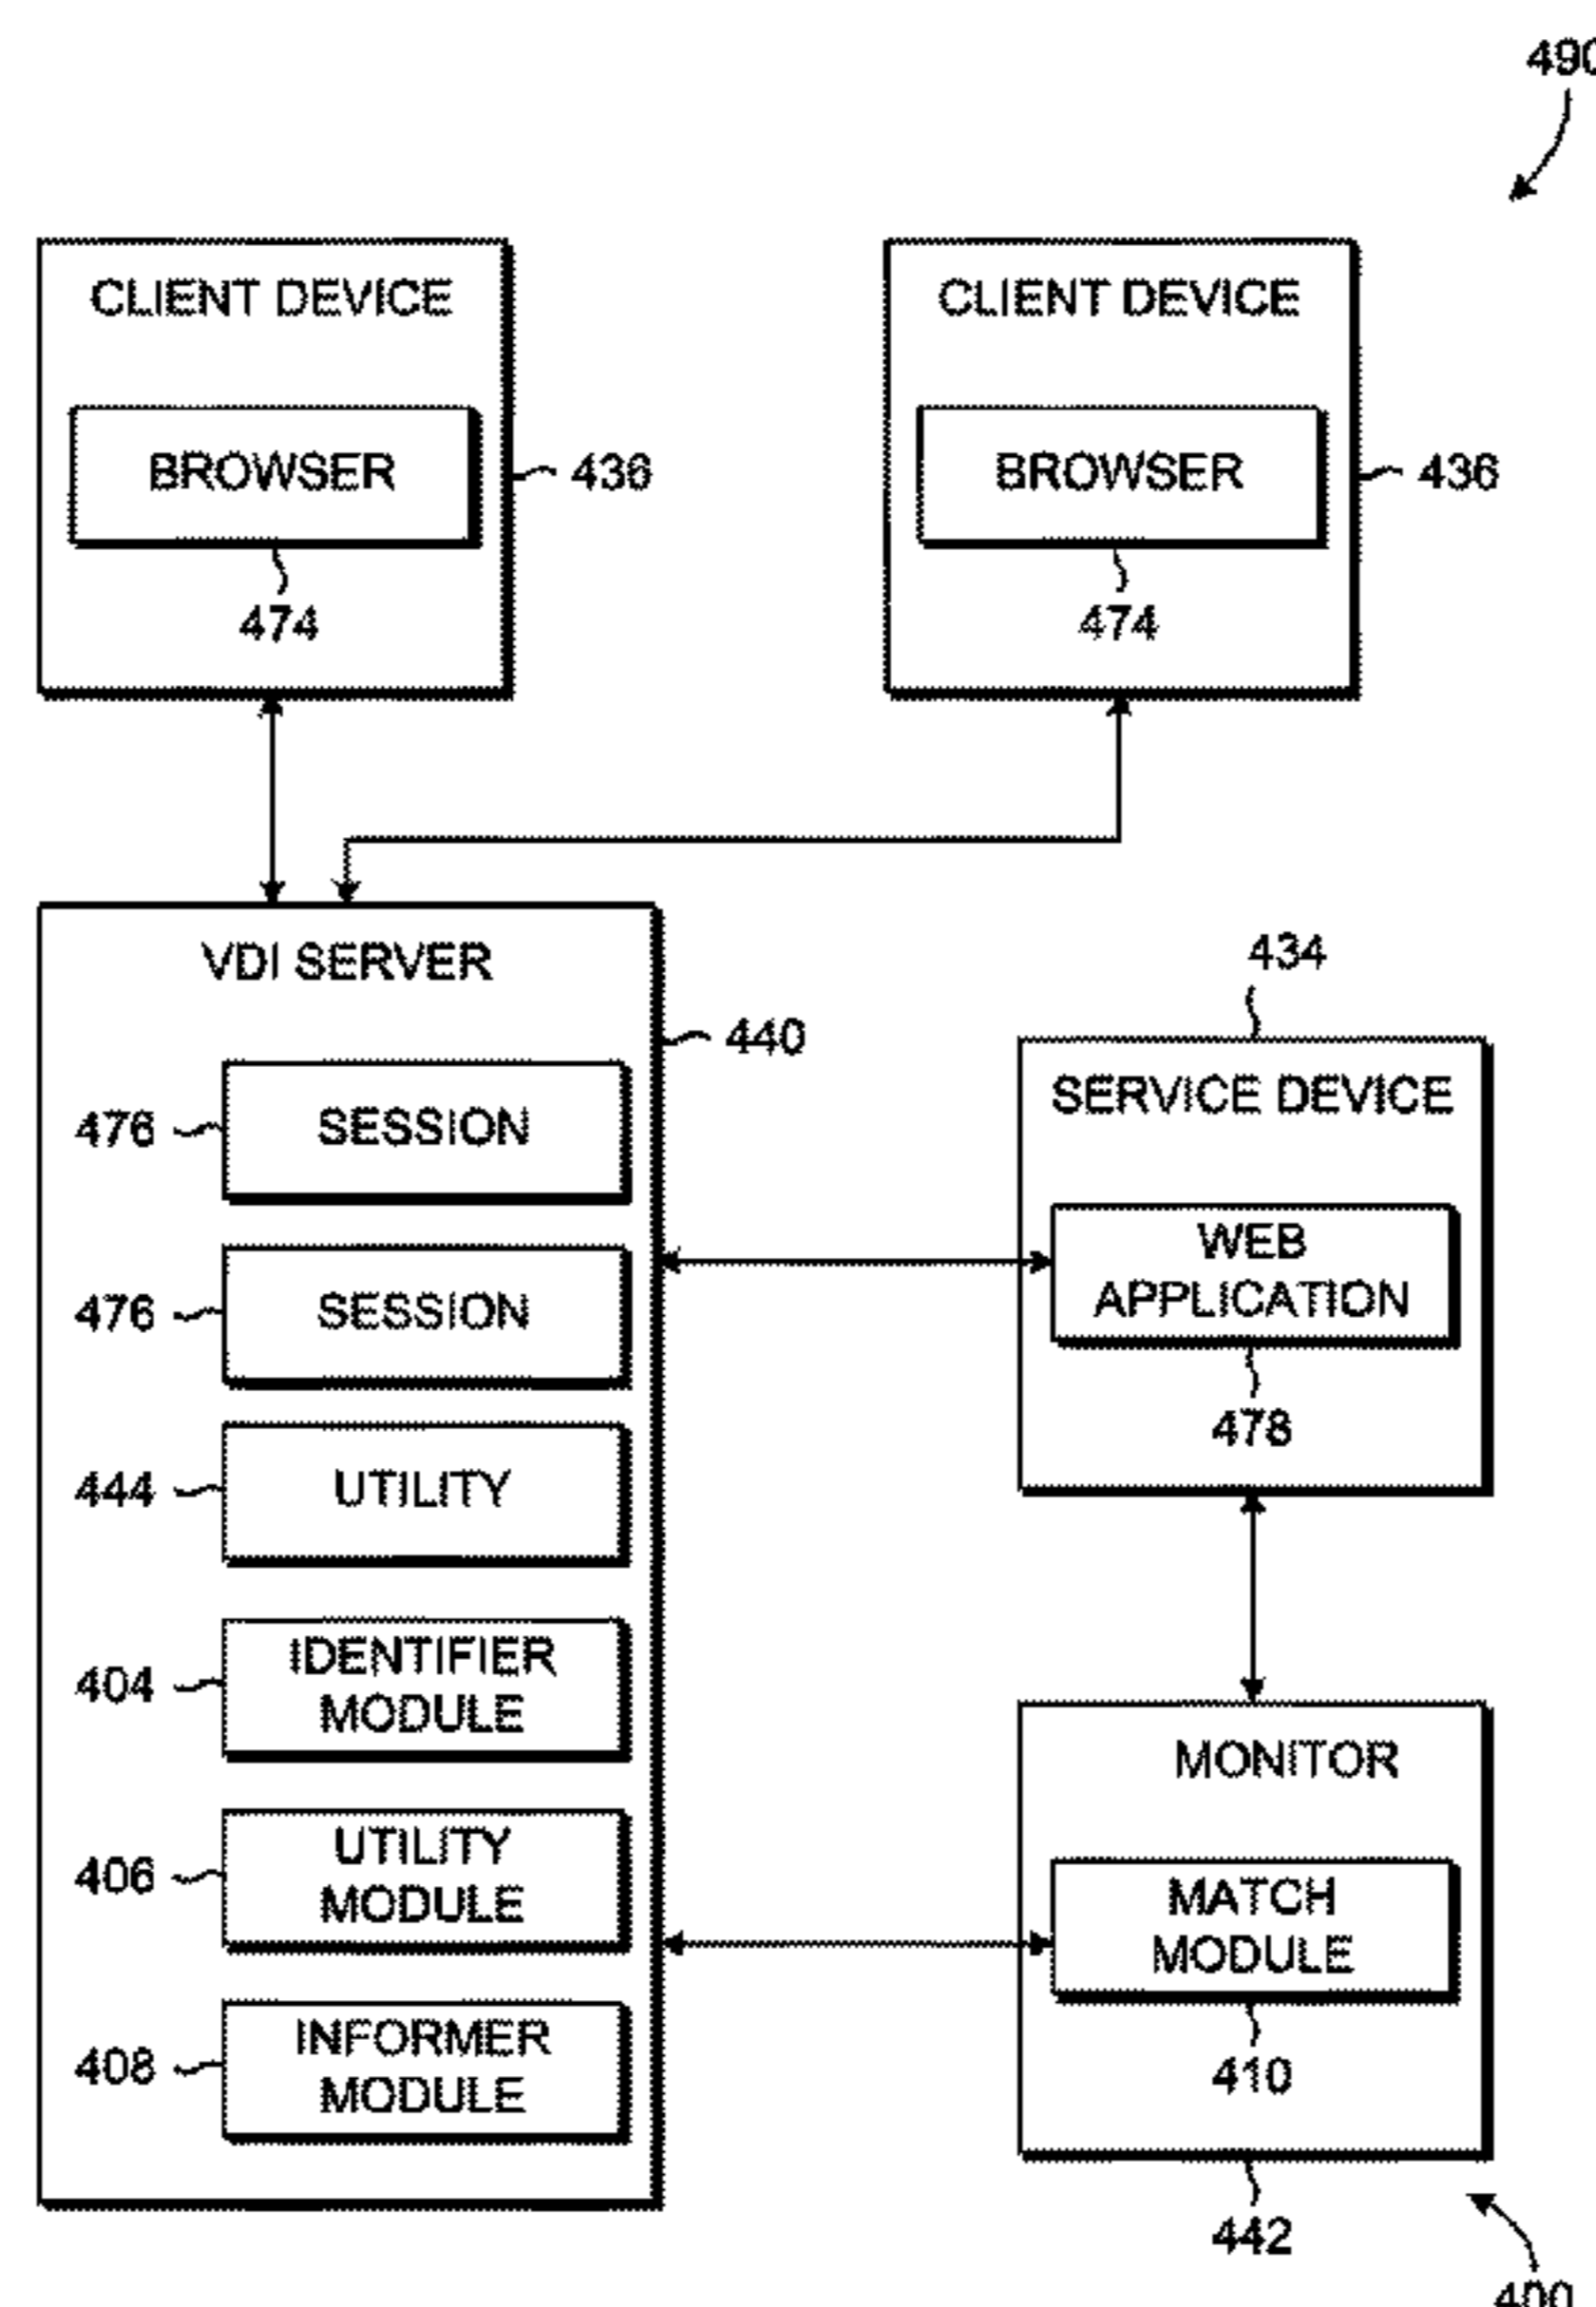 490
CLIENT DEVICE
CLIENT DEVICE
BROWSER
436
BROWSER
436
474
474
VDI SERVER
434
440
SERVICE DEVICE
476
SESSION
WEB
APPLICATION
476
SESSION
478
444
UTILITY
404
IDENTIFIER
MODULE
MONITOR
406
UTILITY
MODULE
MATCH
MODULE
408
INFORMER
MODULE
410
442
400